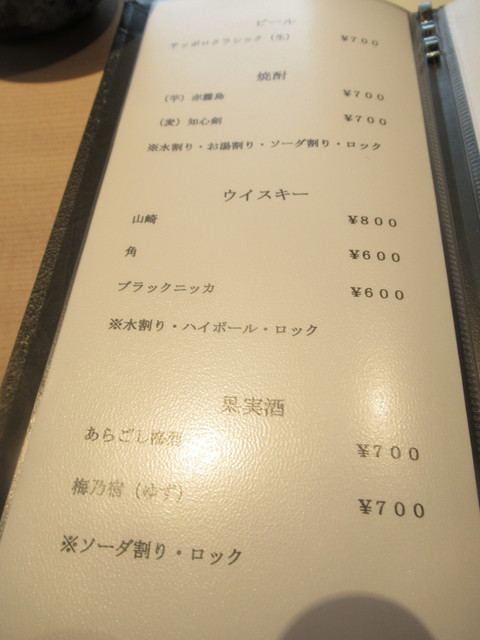 ビール
サッポロクラシック（生） ￥７００
焼酎
（芋）赤霧島 ￥７００
（麦）知心剣 ￥７００
※水割り・お湯割り・ソーダ割り・ロック
ウイスキー
山崎 ￥８００
角 ￥６００
ブラックニッカ ￥６００
※水割り・ハイボール・ロック
果実酒
あらごし ￥７００
梅乃宿（ゆず） ￥７００
※ソーダ割り・ロック